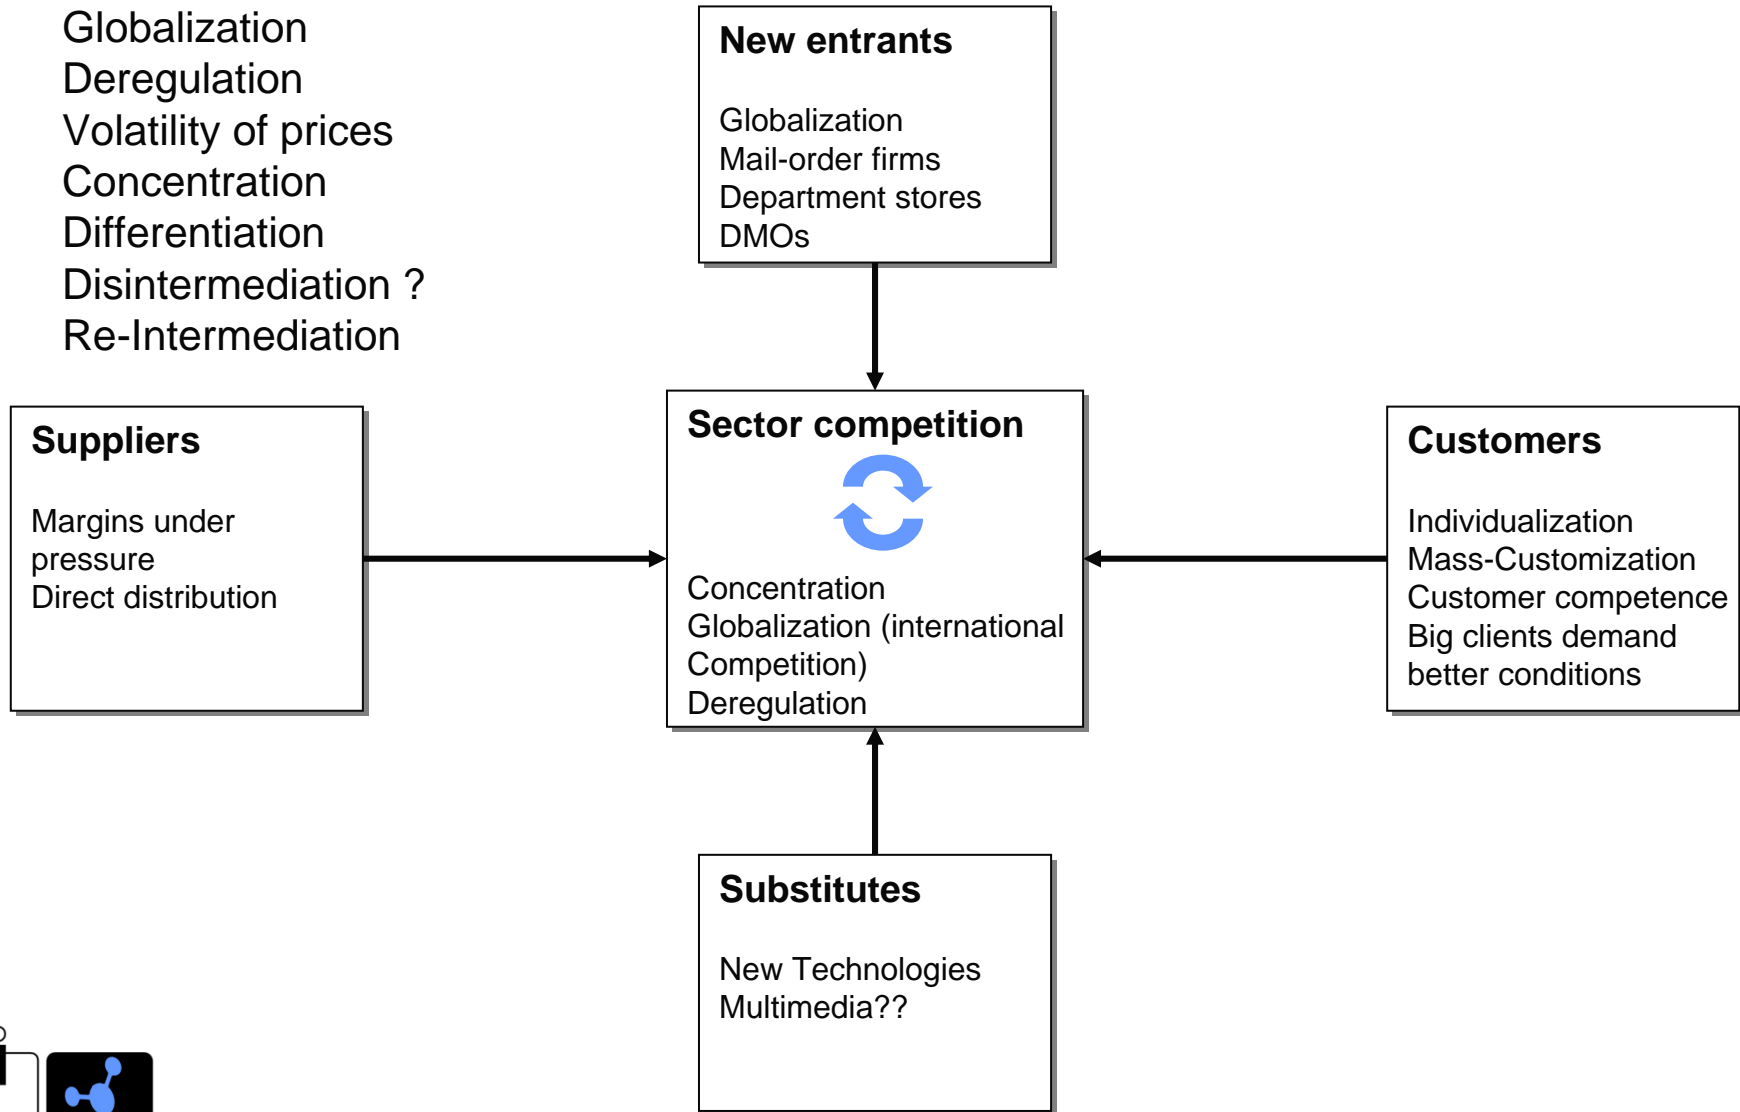 Globalization
Deregulation
Volatility of prices
Concentration
Differentiation
Disintermediation ?
Re-Intermediation
New entrants
Globalization
Mail-order firms
Department stores
DMOs
Suppliers
Margins under
pressure
Direct distribution
Sector competition
Concentration
Globalization (international
Competition)
Deregulation
Customers
Individualization
Mass-Customization
Customer competence
Big clients demand
better conditions
Substitutes
New Technologies
Multimedia??